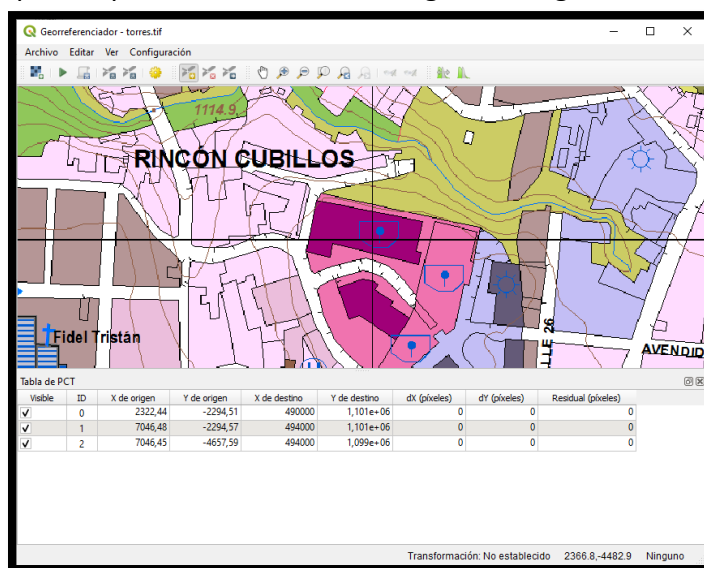 Georreferenciador - torres.tif
Archivo Editar Ver Configuración
1114.9
RINCÓN CUBILLOS
Fidel Tristán
LLE 26
AVENDID
Tabla de PCT
Visible ID X de origen Y de origen X de destino Y de destino dX (píxeles) dY (píxeles) Residual (píxeles)
0 2322,44 -2294,51 490000 1,101e+06 0 0 0
1 7046,48 -2294,57 494000 1,101e+06 0 0 0
2 7046,45 -4657,59 494000 1,099e+06 0 0 0
Transformación: No establecido 2366.8,-4482.9 Ninguno